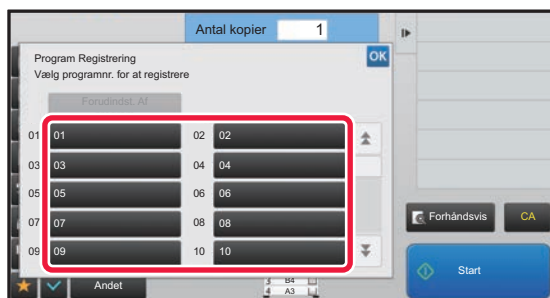 Antal kopier 1
Program Registrering
OK
Vælg programnr. for at registrere
Forudindst. Af
01 01 02 02
03 03 04 04
05 05 06 06
07 07 08 08
09 09 10 10
Forhåndsvis CA
Start
Andet
3 B4
4 A3